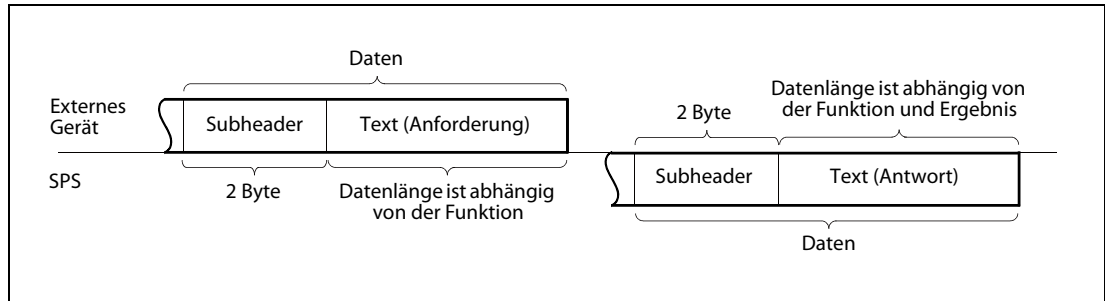 Daten
Externes
Gerät
Subheader
Text (Anforderung)
2 Byte
Datenlänge ist abhängig
von der Funktion
SPS
Datenlänge ist abhängig von
der Funktion und Ergebnis
2 Byte
Subheader
Text (Antwort)
Daten